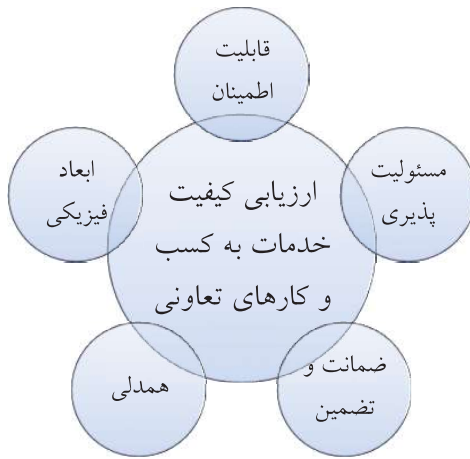 قابلیت
اطمینان
مسئولیت
پذیری
ضمانت و
تضمین
همدلی
ابعاد
فیزیکی
ارزیابی کیفیت
خدمات به کسب
و کارهای تعاونی